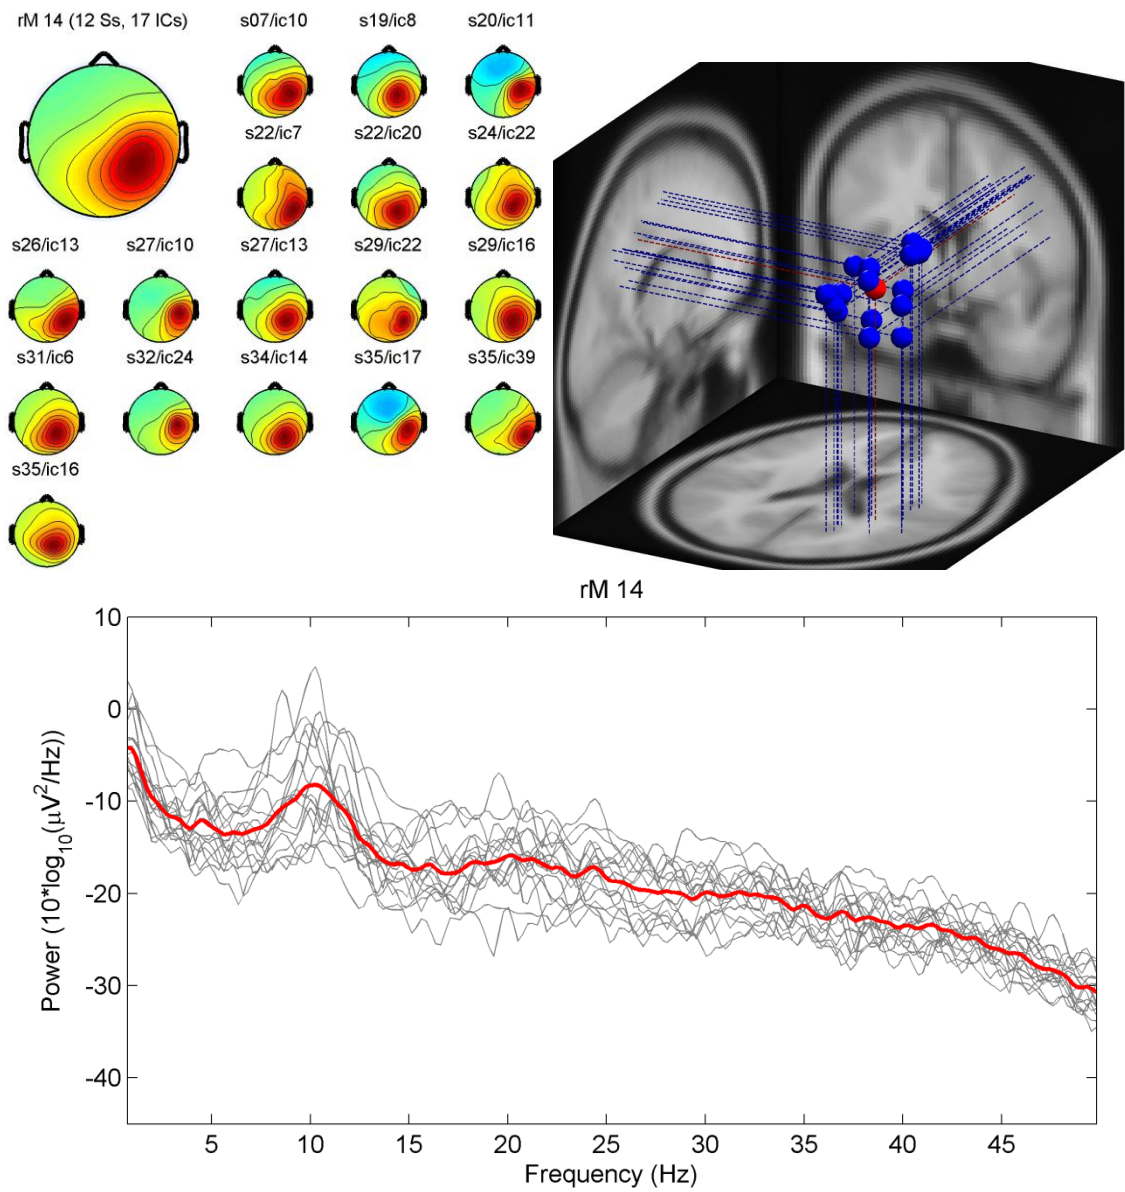 rM 14 (12 Ss, 17 ICs) s07/ic10 s19/ic8 s20/ic11
s22/ic7 s22/ic20 s24/ic22
s26/ic13 s27/ic10 s27/ic13 s29/ic22 s29/ic16
s31/ic6 s32/ic24 s34/ic14 s35/ic17 s35/ic39
s35/ic16
rM 14
10
0
-10
-20
-30
-40
Power (10*log10(μV2/Hz))
5 10 15 20 25 30 35 40 45
Frequency (Hz)